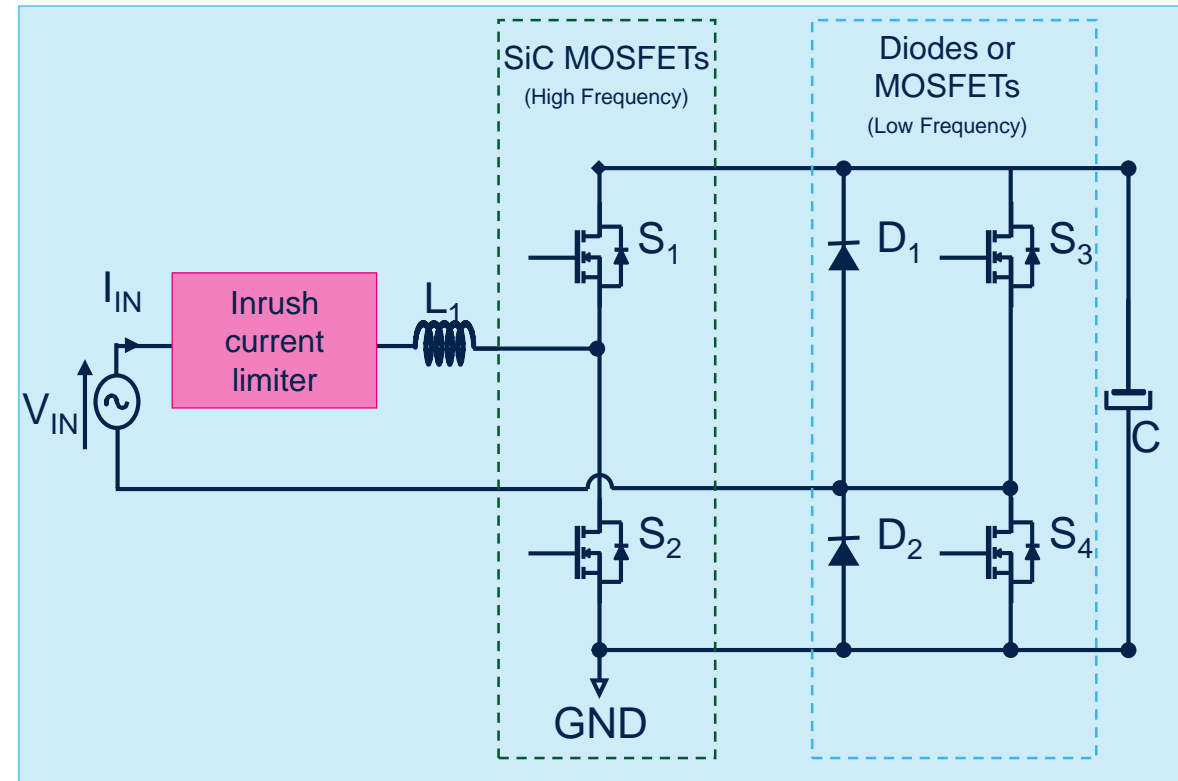 SiC MOSFETs
(High Frequency)
Diodes or
MOSFETs
(Low Frequency)
S1
D1
S3
IIN
Inrush
current
limiter
L1
VIN
C
S2
D2
S4
GND